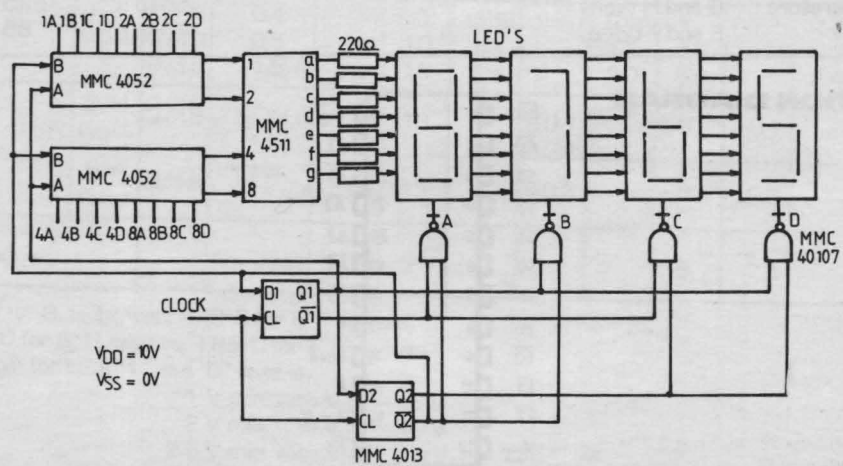 1A 1B 1C 1D 2A 2B 2C 2D
220Ω
LED'S
B
A
MMC 4052
1
2
4
8
MMC
4511
a
b
c
d
e
f
g
B
A
MMC 4052
4A 4B 4C 4D 8A 8B 8C 8D
A
B
C
D
MMC
40107
CLOCK
D1 Q1
CL Q̅1̅
VDD = 10V
VSS = 0V
D2 Q2
CL Q̅2̅
MMC 4013